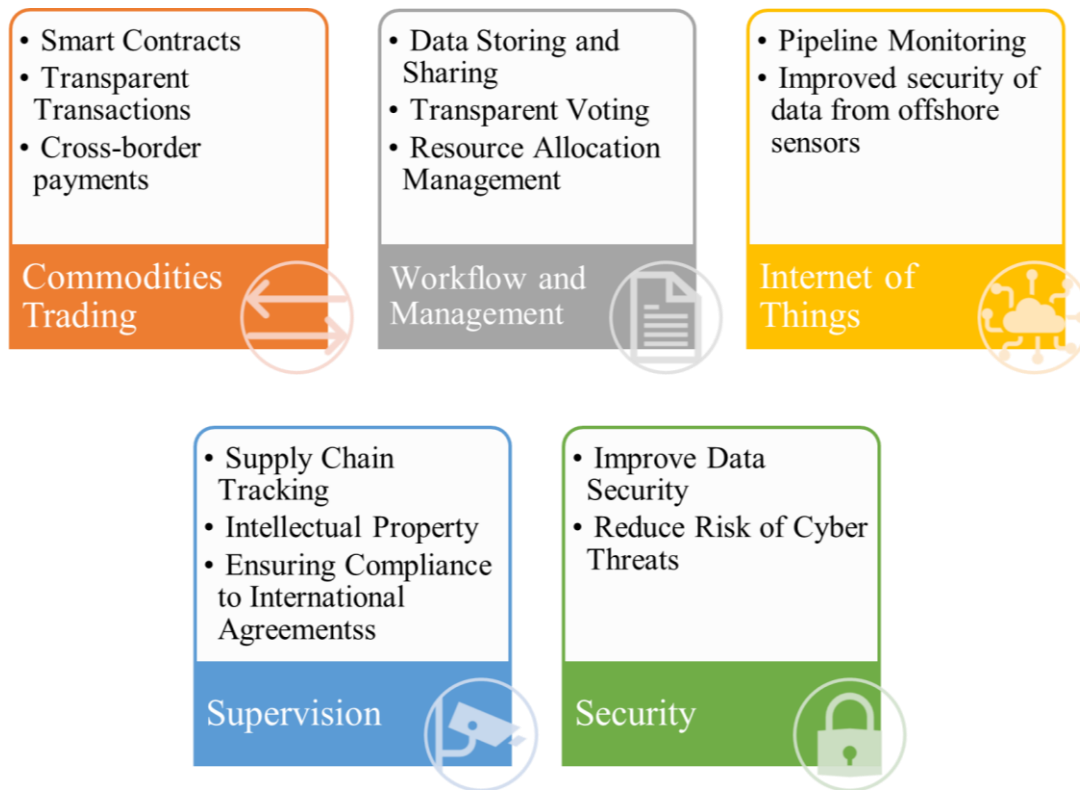 • Smart Contracts
• Transparent
Transactions
• Cross-border
payments
Commodities
Trading
• Data Storing and
Sharing
• Transparent Voting
• Resource Allocation
Management
Workflow and
Management
• Pipeline Monitoring
• Improved security of
data from offshore
sensors
Internet of
Things
• Supply Chain
Tracking
• Intellectual Property
• Ensuring Compliance
to International
Agreementss
Supervision
• Improve Data
Security
• Reduce Risk of Cyber
Threats
Security